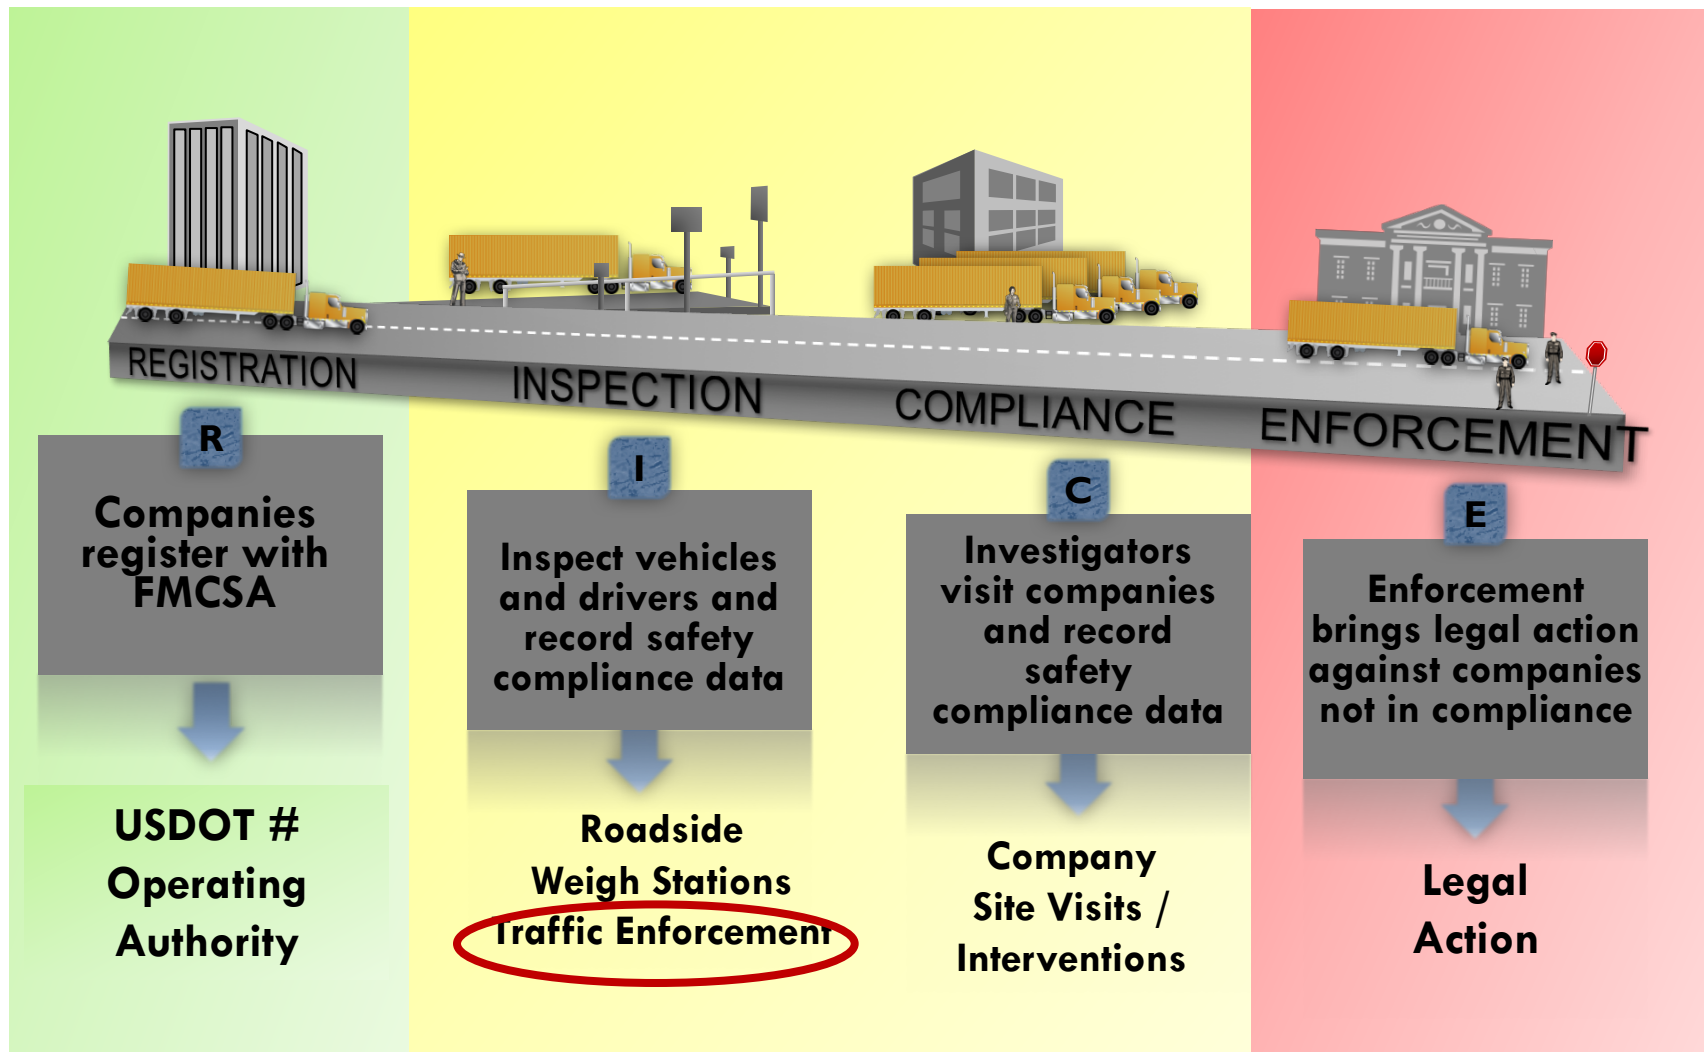 REGISTRATION
INSPECTION
COMPLIANCE
ENFORCEMENT
R
Companies
register with
FMCSA
USDOT #
Operating
Authority
I
Inspect vehicles
and drivers and
record safety
compliance data
Roadside
Weigh Stations
Traffic Enforcement
C
Investigators
visit companies
and record
safety
compliance data
Company
Site Visits /
Interventions
E
Enforcement
brings legal action
against companies
not in compliance
Legal
Action